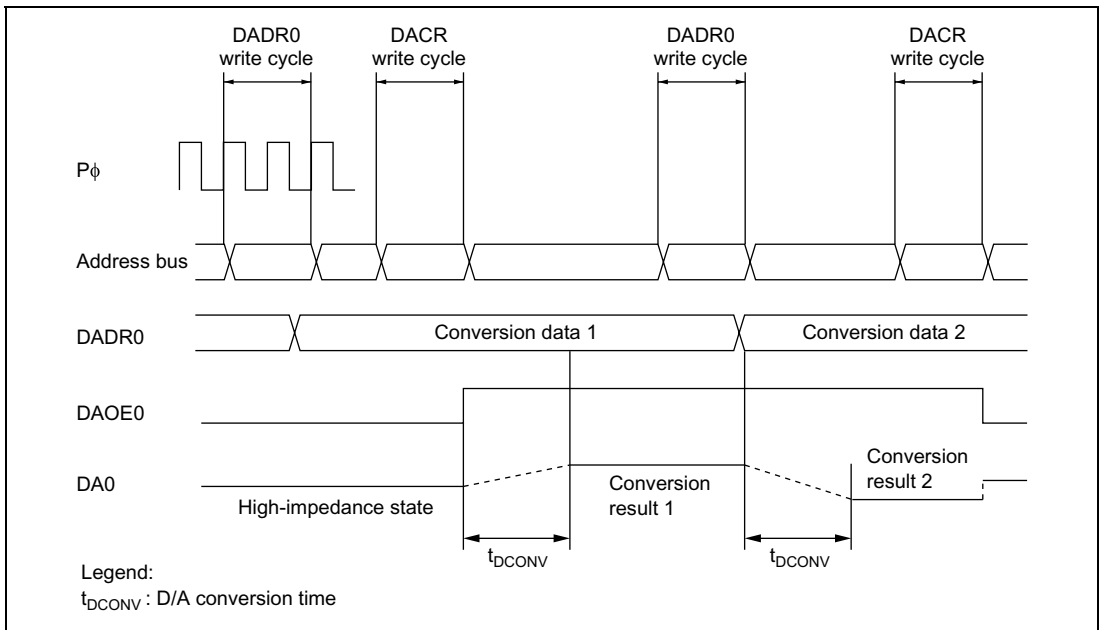 DADR0
write cycle
DACR
write cycle
DADR0
write cycle
DACR
write cycle
Pϕ
Address bus
DADR0
Conversion data 1
Conversion data 2
DAOE0
DA0
High-impedance state
Conversion
result 1
Conversion
result 2
tDCONV
tDCONV
Legend:
tDCONV : D/A conversion time